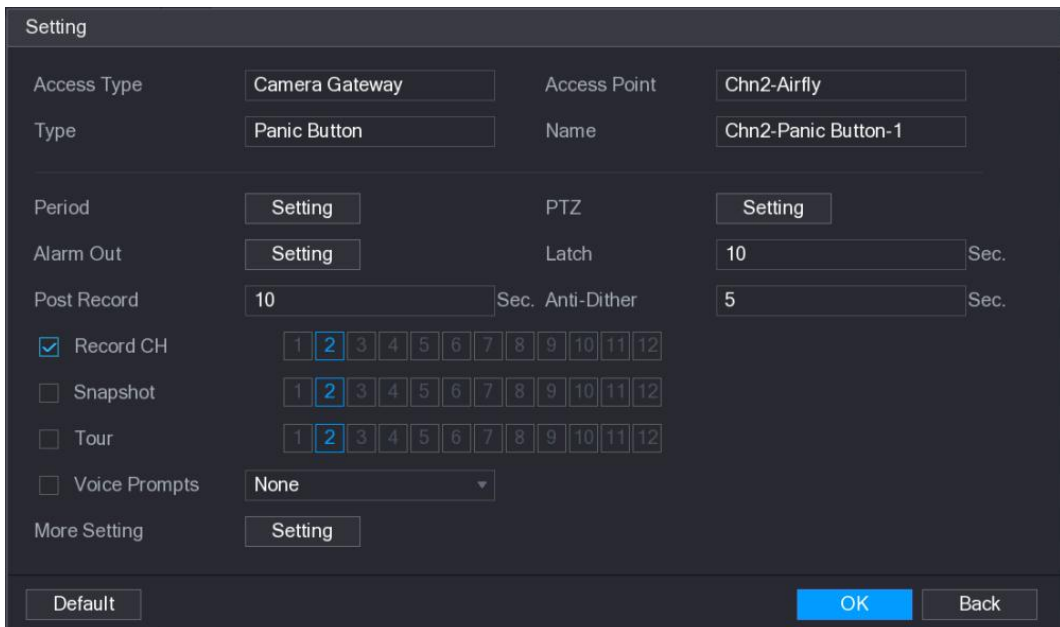 Setting
Access Type Camera Gateway Access Point Chn2-Airfly
Type Panic Button Name Chn2-Panic Button-1
Period Setting PTZ Setting
Alarm Out Setting Latch 10 Sec.
Post Record 10 Sec. Anti-Dither 5 Sec.
Record CH 1 2 3 4 5 6 7 8 9 10 11 12
Snapshot 1 2 3 4 5 6 7 8 9 10 11 12
Tour 1 2 3 4 5 6 7 8 9 10 11 12
Voice Prompts None
More Setting Setting
Default OK Back